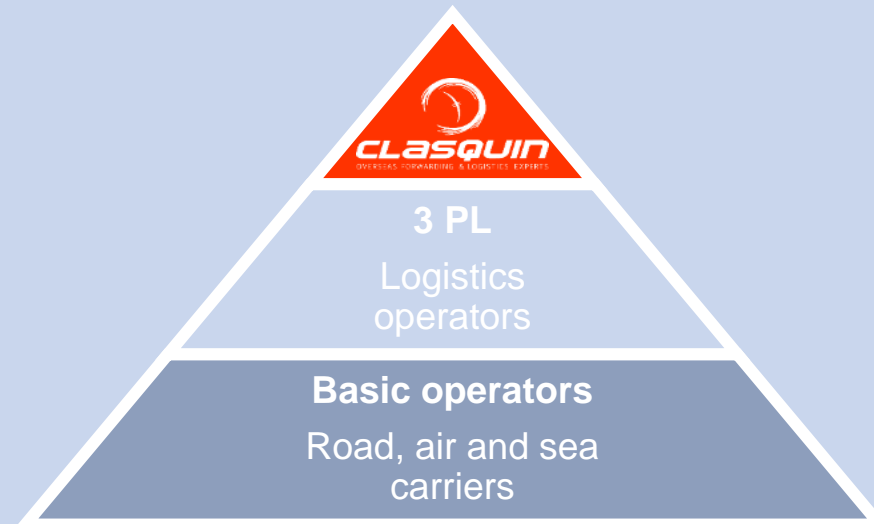 CLASQUIN
OVERSEAS FORWARDING & LOGISTICS EXPERTS
3 PL
Logistics
operators
Basic operators
Road, air and sea
carriers